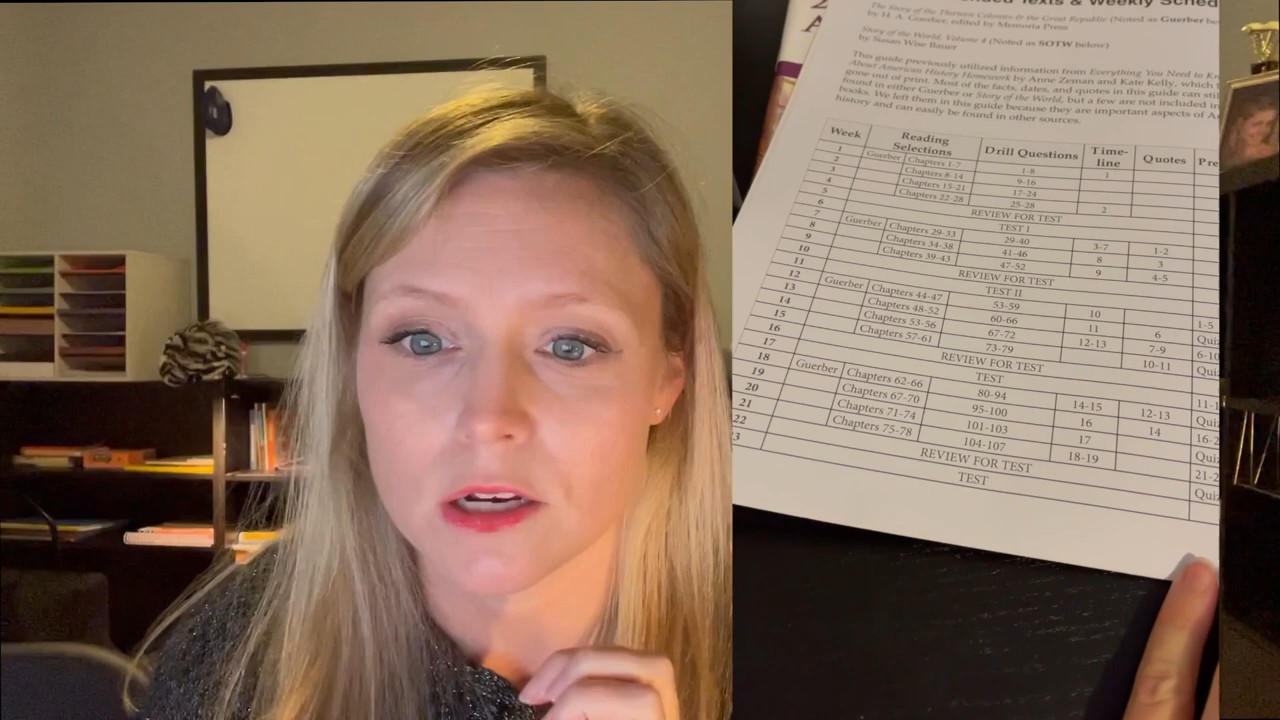 nded Texts & Weekly Sched
The Story of the Thirteen Colonies & the Great Republic (Noted as Guerber be
by H. A. Guerber, edited by Memoria Press
Story of the World, Volume 4 (Noted as SOTW below)
by Susan Wise Bauer
This guide previously utilized information from Everything You Need to Kn
About American History Homework by Anne Zeman and Kate Kelly, which
gone out of print. Most of the facts, dates, and quotes in this guide can sti
found in either Guerber or Story of the World, but a few are not included in
books. We left them in this guide because they are important aspects of A
history and can easily be found in other sources.
Week Reading Selections Drill Questions Time-line Quotes Pre
1 Guerber Chapters 1-7 1-8 1
2 Chapters 8-14 9-16
3 Chapters 15-21 17-24
4 Chapters 22-28 25-28 2
5 REVIEW FOR TEST
6 TEST I
7 Guerber Chapters 29-33 29-40 3-7 1-2
8 Chapters 34-38 41-46 8 3
9 Chapters 39-43 47-52 9 4-5
10 REVIEW FOR TEST
11 TEST II
12 Guerber Chapters 44-47 53-59 10 1-5
13 Chapters 48-52 60-66 11 6 Quiz
14 Chapters 53-56 67-72 12-13 7-9 6-10
15 Chapters 57-61 73-79 10-11 Quiz
16 REVIEW FOR TEST
17 TEST
18 Guerber Chapters 62-66 80-94 14-15 12-13 11-1
19 Chapters 67-70 95-100 16 14 Quiz
20 Chapters 71-74 101-103 17 16-2
21 Chapters 75-78 104-107 18-19 Quiz
22 REVIEW FOR TEST 21-2
3 TEST Quiz